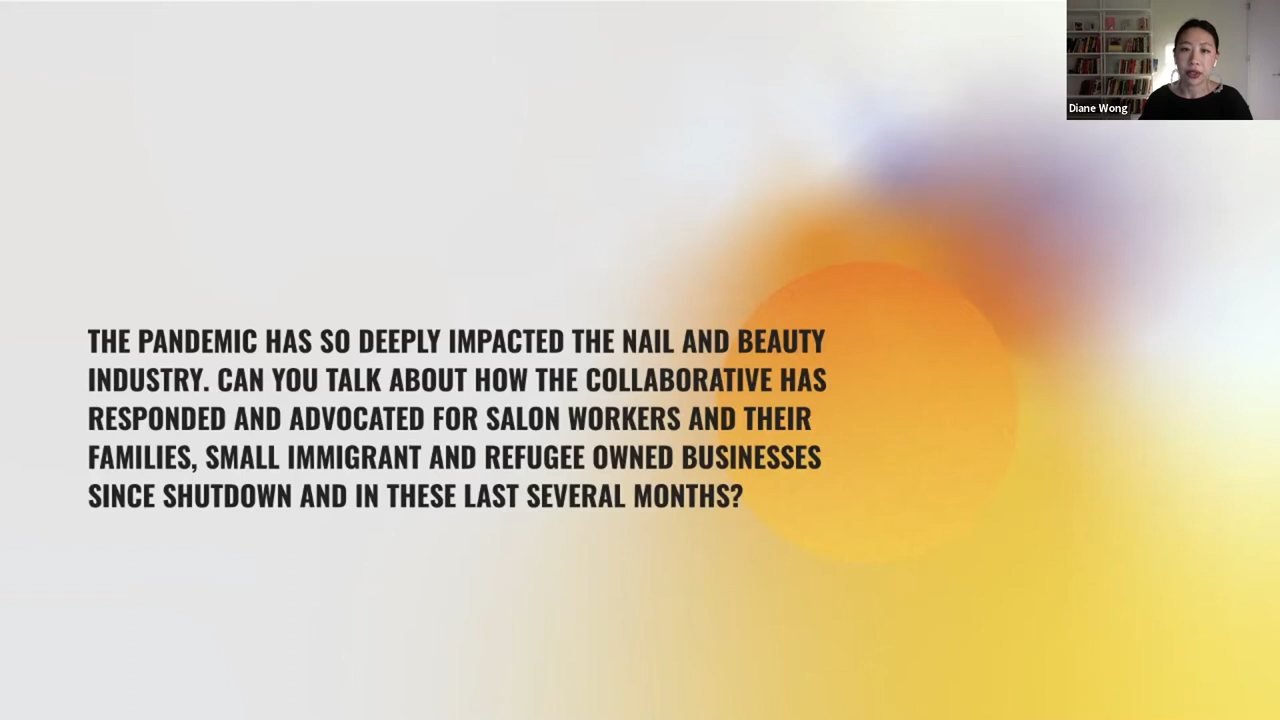 Diane Wong
THE PANDEMIC HAS SO DEEPLY IMPACTED THE NAIL AND BEAUTY
INDUSTRY. CAN YOU TALK ABOUT HOW THE COLLABORATIVE HAS
RESPONDED AND ADVOCATED FOR SALON WORKERS AND THEIR
FAMILIES, SMALL IMMIGRANT AND REFUGEE OWNED BUSINESSES
SINCE SHUTDOWN AND IN THESE LAST SEVERAL MONTHS?